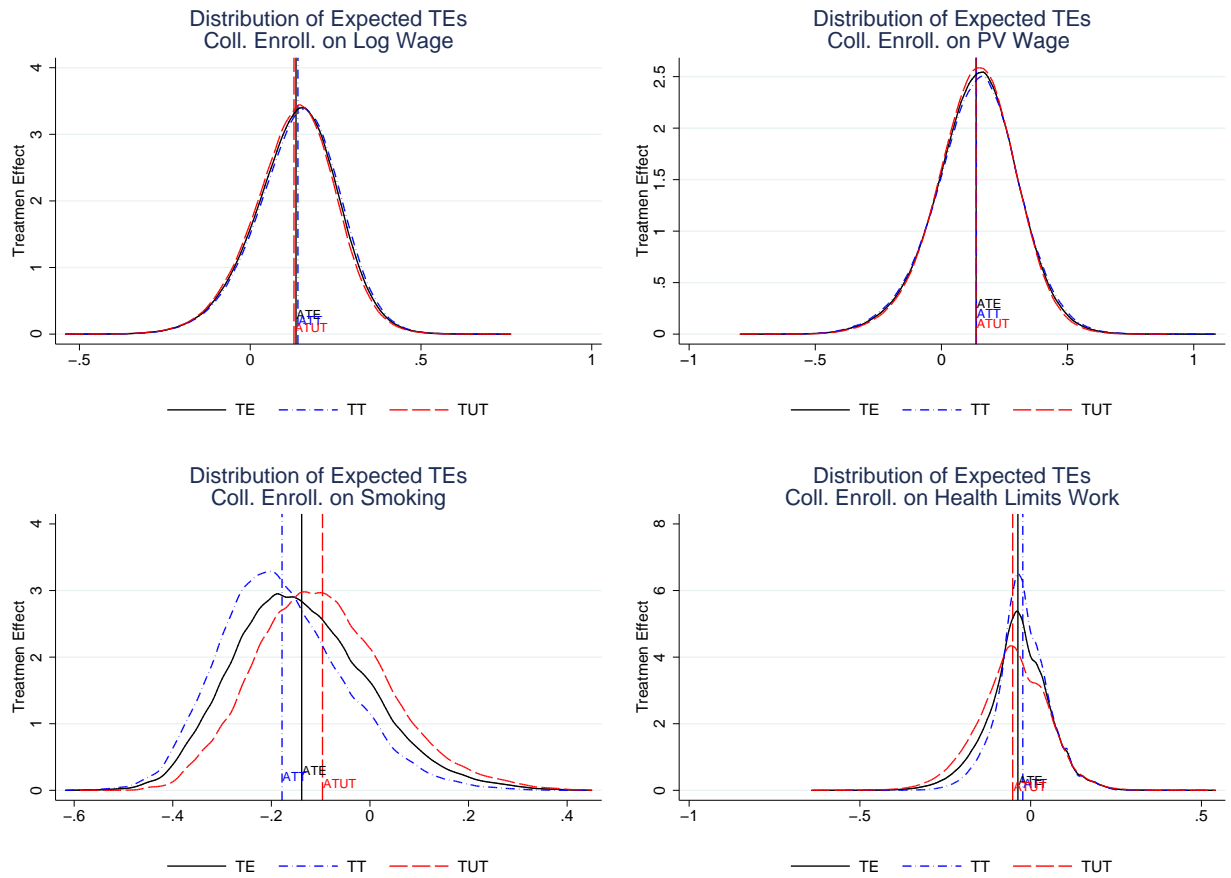 Distribution of Expected TEs
Coll. Enroll. on Log Wage
Treatmen Effect
4
3
2
1
0
ATE
ATT
ATUT
-.5
0
.5
1
TE TT TUT
Distribution of Expected TEs
Coll. Enroll. on PV Wage
Treatmen Effect
2.5
2
1.5
1
.5
0
ATE
ATT
ATUT
-1
-.5
0
.5
1
TE TT TUT
Distribution of Expected TEs
Coll. Enroll. on Smoking
Treatmen Effect
4
3
2
1
0
ATT
ATE
ATUT
-.6
-.4
-.2
0
.2
.4
TE TT TUT
Distribution of Expected TEs
Coll. Enroll. on Health Limits Work
Treatmen Effect
8
6
4
2
0
ATE
ATT
ATUT
-1
-.5
0
.5
TE TT TUT